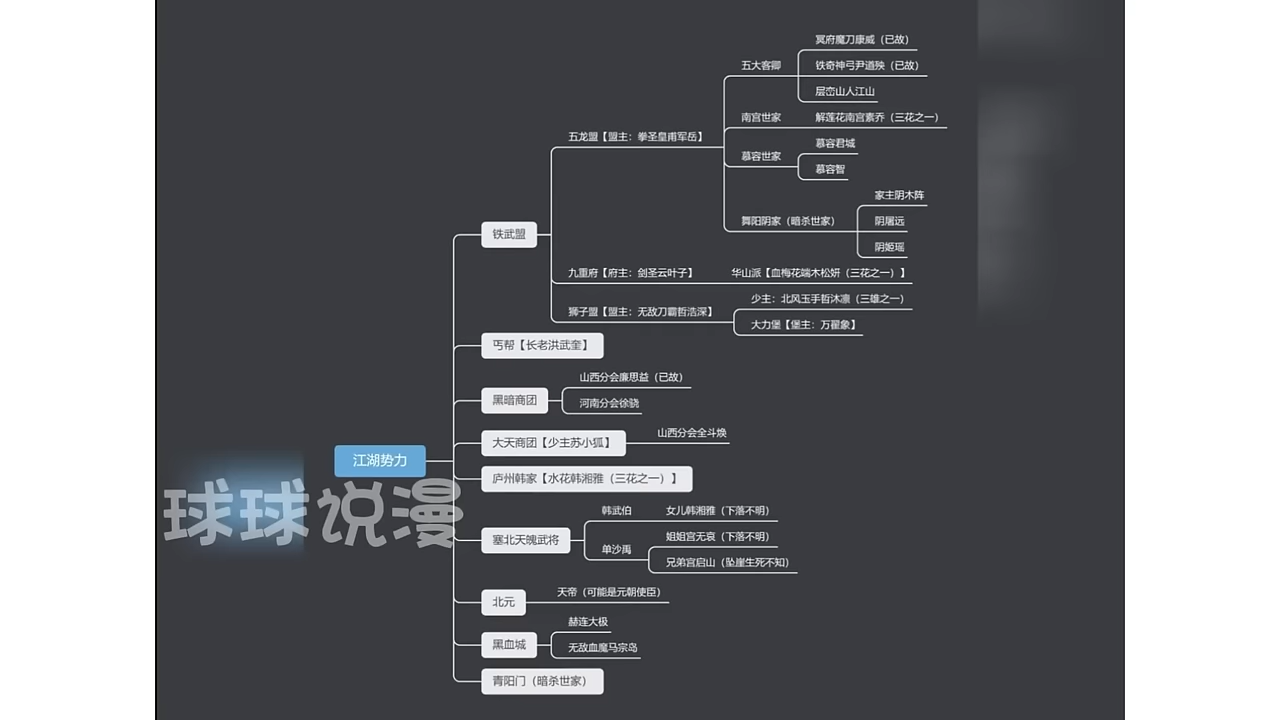 冥府魔刀康威（已故）
五大客卿
铁奇神弓尹道殃（已故）
层峦山人江山
南宫世家
解莲花南宫素乔（三花之一）
五龙盟【盟主：拳圣皇甫军岳】
慕容世家
慕容君城
慕容智
家主阴木阵
舞阳阴家（暗杀世家）
阴屠远
阴姬瑶
铁武盟
九重府【府主：剑圣云叶子】
华山派【血梅花端木松妍（三花之一）】
狮子盟【盟主：无敌刀霸哲浩深】
少主：北风玉手哲沐凛（三雄之一）
大力堡【堡主：万翟象】
丐帮【长老洪武奎】
黑暗商团
山西分会廉思益（已故）
河南分会徐骁
大天商团【少主苏小狐】
山西分会全斗焕
江湖势力
庐州韩家【水花韩湘雅（三花之一）】
球球说漫
塞北天魄武将
韩武伯
女儿韩湘雅（下落不明）
单沙禹
姐姐宫无哀（下落不明）
兄弟宫启山（坠崖生死不知）
北元
天帝（可能是元朝使臣）
黑血城
赫连大极
无敌血魔马宗岛
青阳门（暗杀世家）